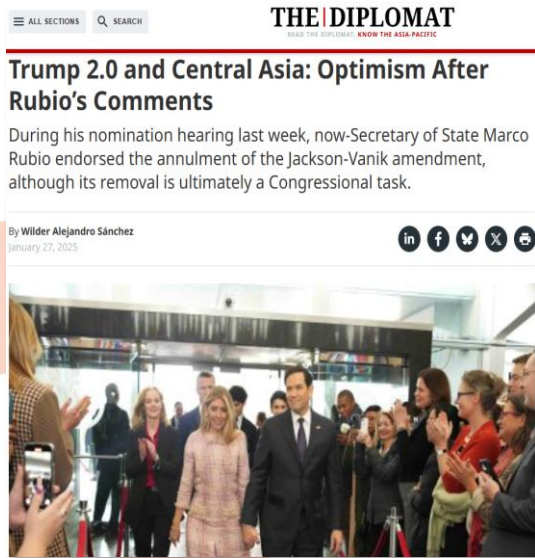 ALL SECTIONS
SEARCH
THE|DIPLOMAT
READ THE DIPLOMAT, KNOW THE ASIA-PACIFIC
Trump 2.0 and Central Asia: Optimism After
Rubio’s Comments
During his nomination hearing last week, now-Secretary of State Marco
Rubio endorsed the annulment of the Jackson-Vanik amendment,
although its removal is ultimately a Congressional task.
By Wilder Alejandro Sánchez
January 27, 2025